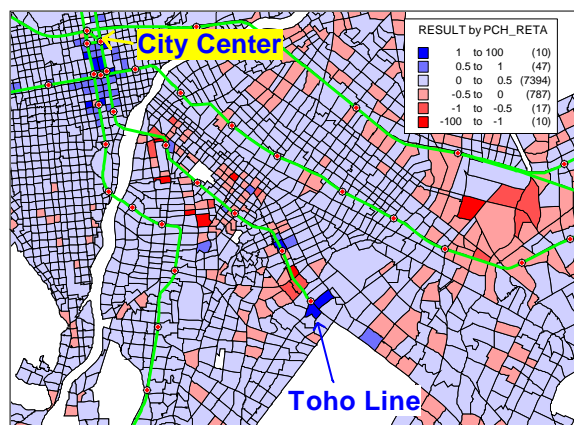 RESULT by PCH_RETA
1 to 100 (10)
0.5 to 1 (47)
0 to 0.5 (7394)
-0.5 to 0 (787)
-1 to -0.5 (17)
-100 to -1 (10)
City Center
Toho Line